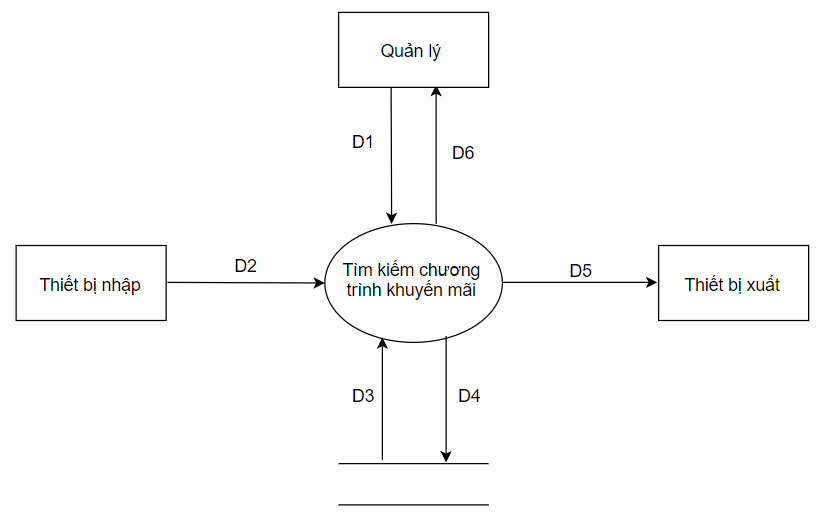 Quản lý
D1
D6
D2
Thiết bị nhập
Tìm kiếm chương
trình khuyến mãi
D5
Thiết bị xuất
D3
D4